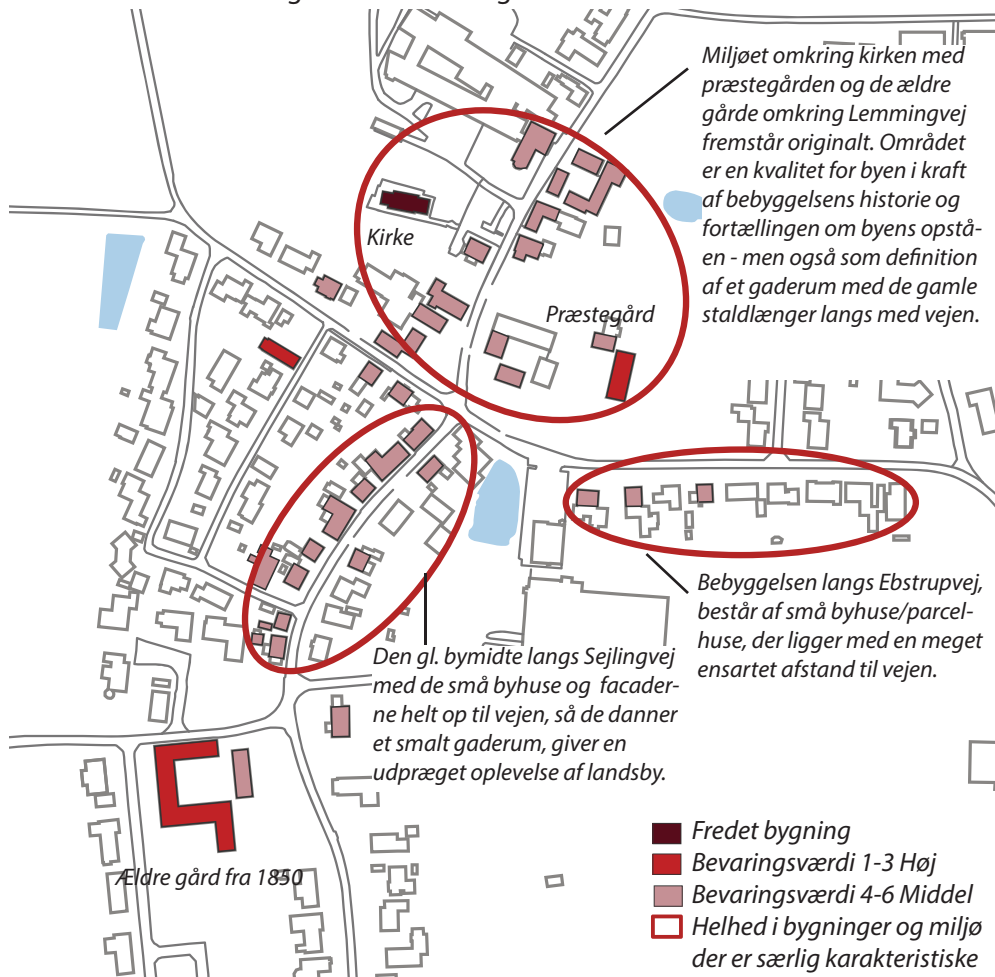 Miljøet omkring kirken med
præstegården og de ældre
gårde omkring Lemmingvej
fremstår originalt. Området
er en kvalitet for byen i kraft
af bebyggelsens historie og
fortællingen om byens opstå-
en - men også som definition
af et gaderum med de gamle
staldlænger langs med vejen.
Kirke
Præstegård
Bebyggelsen langs Ebstrupvej,
består af små byhuse/parcel-
huse, der ligger med en meget
ensartet afstand til vejen.
Den gl. bymidte langs Sejlingvej
med de små byhuse og facader-
ne helt op til vejen, så de danner
et smalt gaderum, giver en
udpræget oplevelse af landsby.
Ældre gård fra 1850
Fredet bygning
Bevaringsværdi 1-3 Høj
Bevaringsværdi 4-6 Middel
Helhed i bygninger og miljø
der er særlig karakteristiske